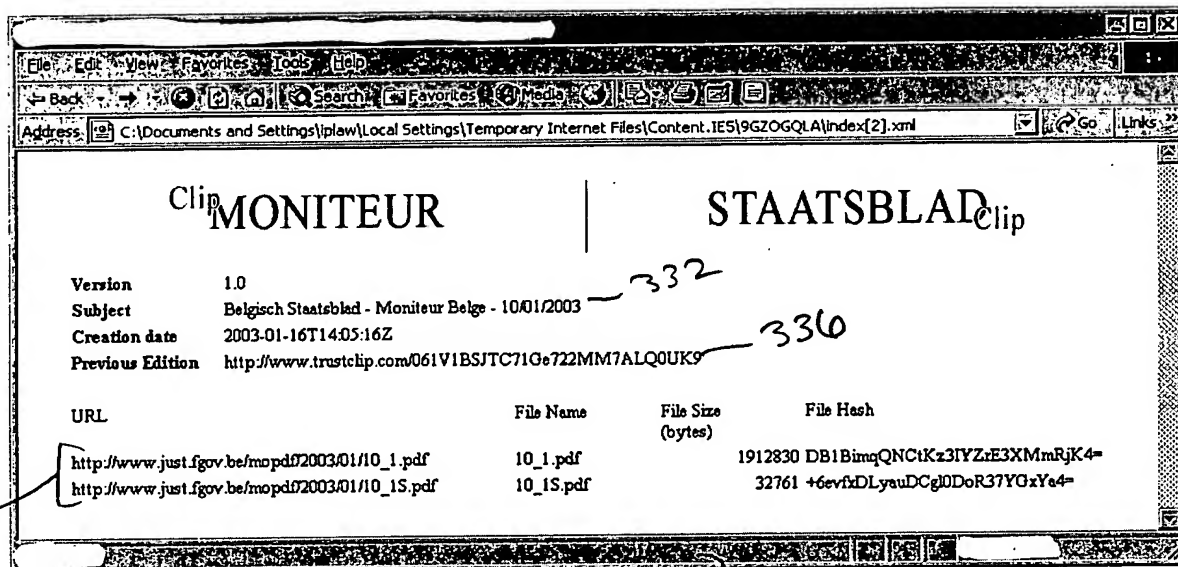 File Edit View Favorites Tools Help
Back Search Favorites Media
Address C:\Documents and Settings\iplaw\Local Settings\Temporary Internet Files\Content.IE5\9GZOGQLA\index[2].xml Go Links »
ClipMONITEUR STAATSBLADClip
Version 1.0
Subject Belgisch Staatsblad - Moniteur Belge - 10/01/2003 332
Creation date 2003-01-16T14:05:16Z
Previous Edition http://www.trustclip.com/061V1BSJTC71Ge722MM7ALQ0UK9 336
URL File Name File Size File Hash
(bytes)
http://www.just.fgov.be/mopdf/2003/01/10_1.pdf 10_1.pdf 1912830 DB1BimqQNCtKz3IYZrE3XMmRjK4=
http://www.just.fgov.be/mopdf/2003/01/10_1S.pdf 10_1S.pdf 32761 +6evfxDLyauDCgl0DoR37YGxYa4=